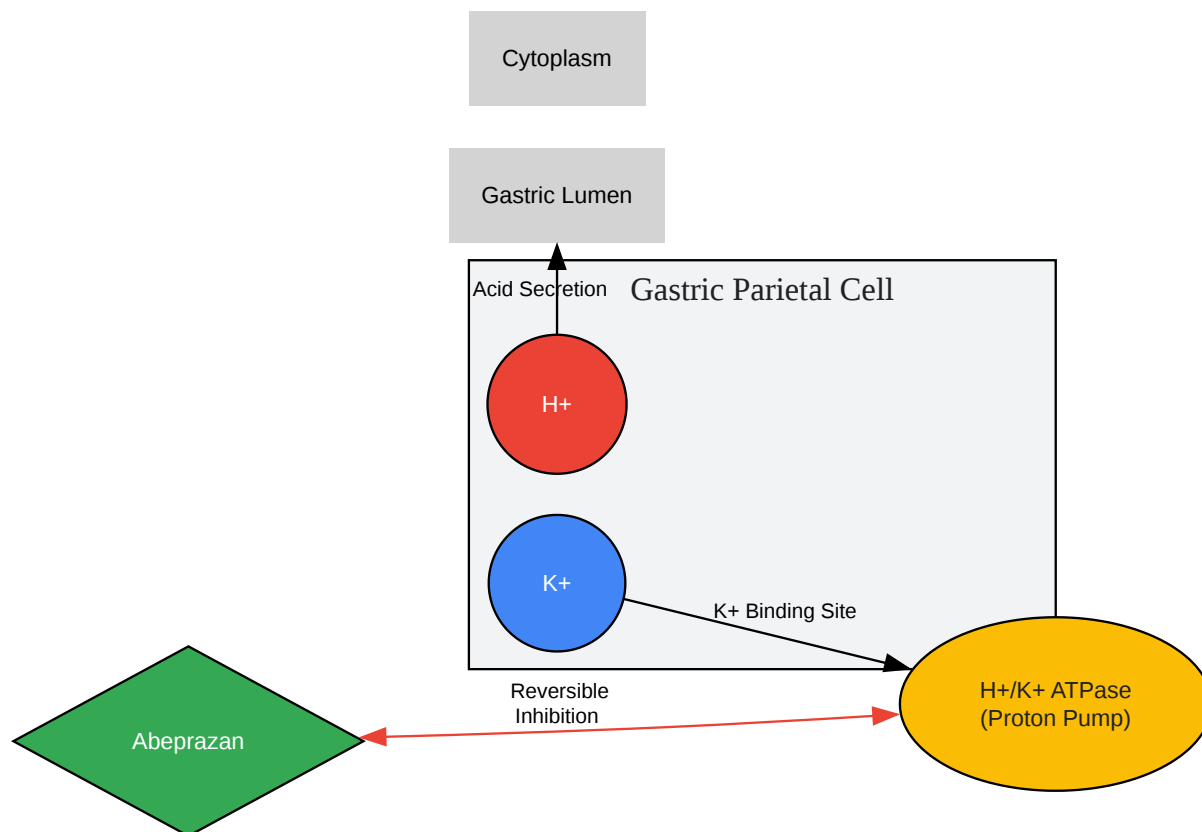 Cytoplasm
Gastric Lumen
Acid Secretion
Gastric Parietal Cell
H+
K+
K+ Binding Site
Reversible
Inhibition
H+/K+ ATPase
(Proton Pump)
Abeprazan